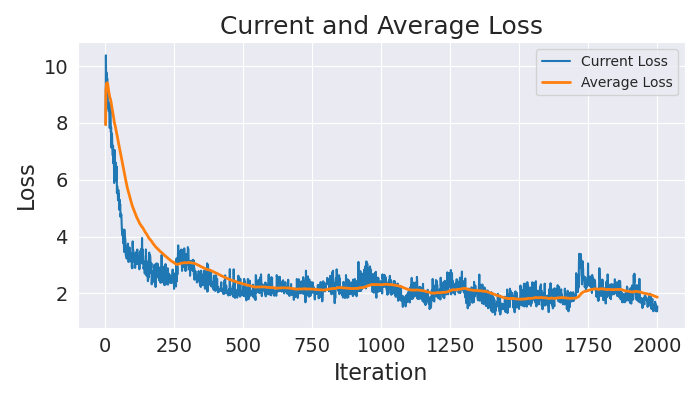 Current and Average Loss
Current Loss
Average Loss
Loss
10
8
6
4
2
0 250 500 750 1000 1250 1500 1750 2000
Iteration